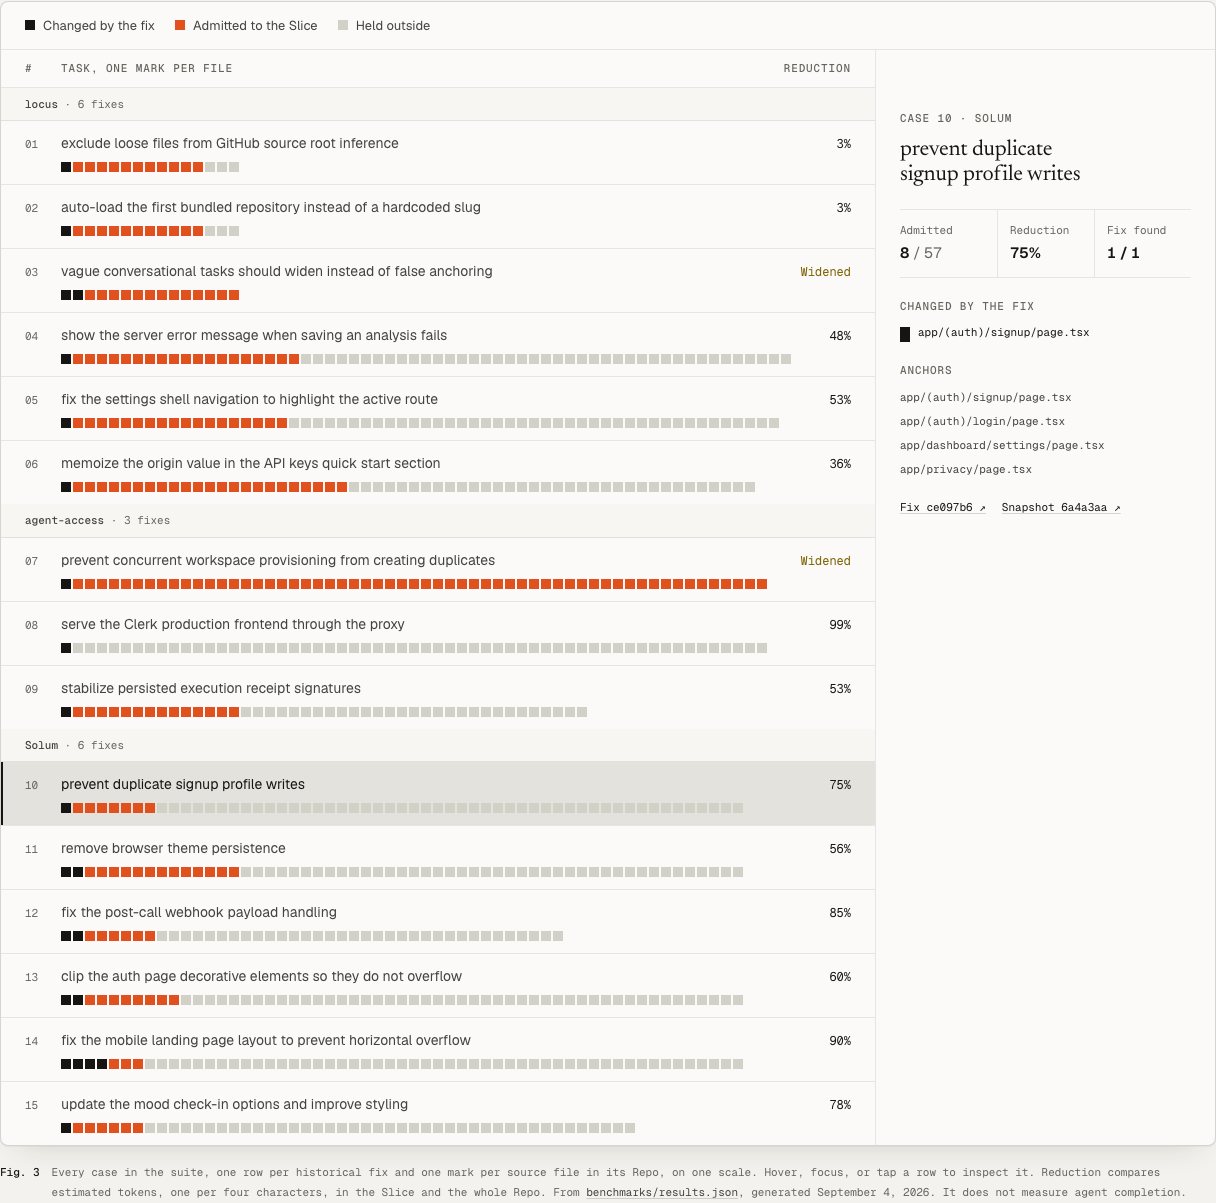 Changed by the fix Admitted to the Slice Held outside
# TASK, ONE MARK PER FILE REDUCTION
locus · 6 fixes
01 exclude loose files from GitHub source root inference 3%
02 auto-load the first bundled repository instead of a hardcoded slug 3%
03 vague conversational tasks should widen instead of false anchoring Widened
04 show the server error message when saving an analysis fails 48%
05 fix the settings shell navigation to highlight the active route 53%
06 memoize the origin value in the API keys quick start section 36%
agent-access · 3 fixes
07 prevent concurrent workspace provisioning from creating duplicates Widened
08 serve the Clerk production frontend through the proxy 99%
09 stabilize persisted execution receipt signatures 53%
Solum · 6 fixes
10 prevent duplicate signup profile writes 75%
11 remove browser theme persistence 56%
12 fix the post-call webhook payload handling 85%
13 clip the auth page decorative elements so they do not overflow 60%
14 fix the mobile landing page layout to prevent horizontal overflow 90%
15 update the mood check-in options and improve styling 78%
CASE 10 · SOLUM
prevent duplicate
signup profile writes
Admitted Reduction Fix found
8 / 57 75% 1 / 1
CHANGED BY THE FIX
app/(auth)/signup/page.tsx
ANCHORS
app/(auth)/signup/page.tsx
app/(auth)/login/page.tsx
app/dashboard/settings/page.tsx
app/privacy/page.tsx
Fix ce097b6 ↗ Snapshot 6a4a3aa ↗
Fig. 3 Every case in the suite, one row per historical fix and one mark per source file in its Repo, on one scale. Hover, focus, or tap a row to inspect it. Reduction compares
estimated tokens, one per four characters, in the Slice and the whole Repo. From benchmarks/results.json, generated September 4, 2026. It does not measure agent completion.